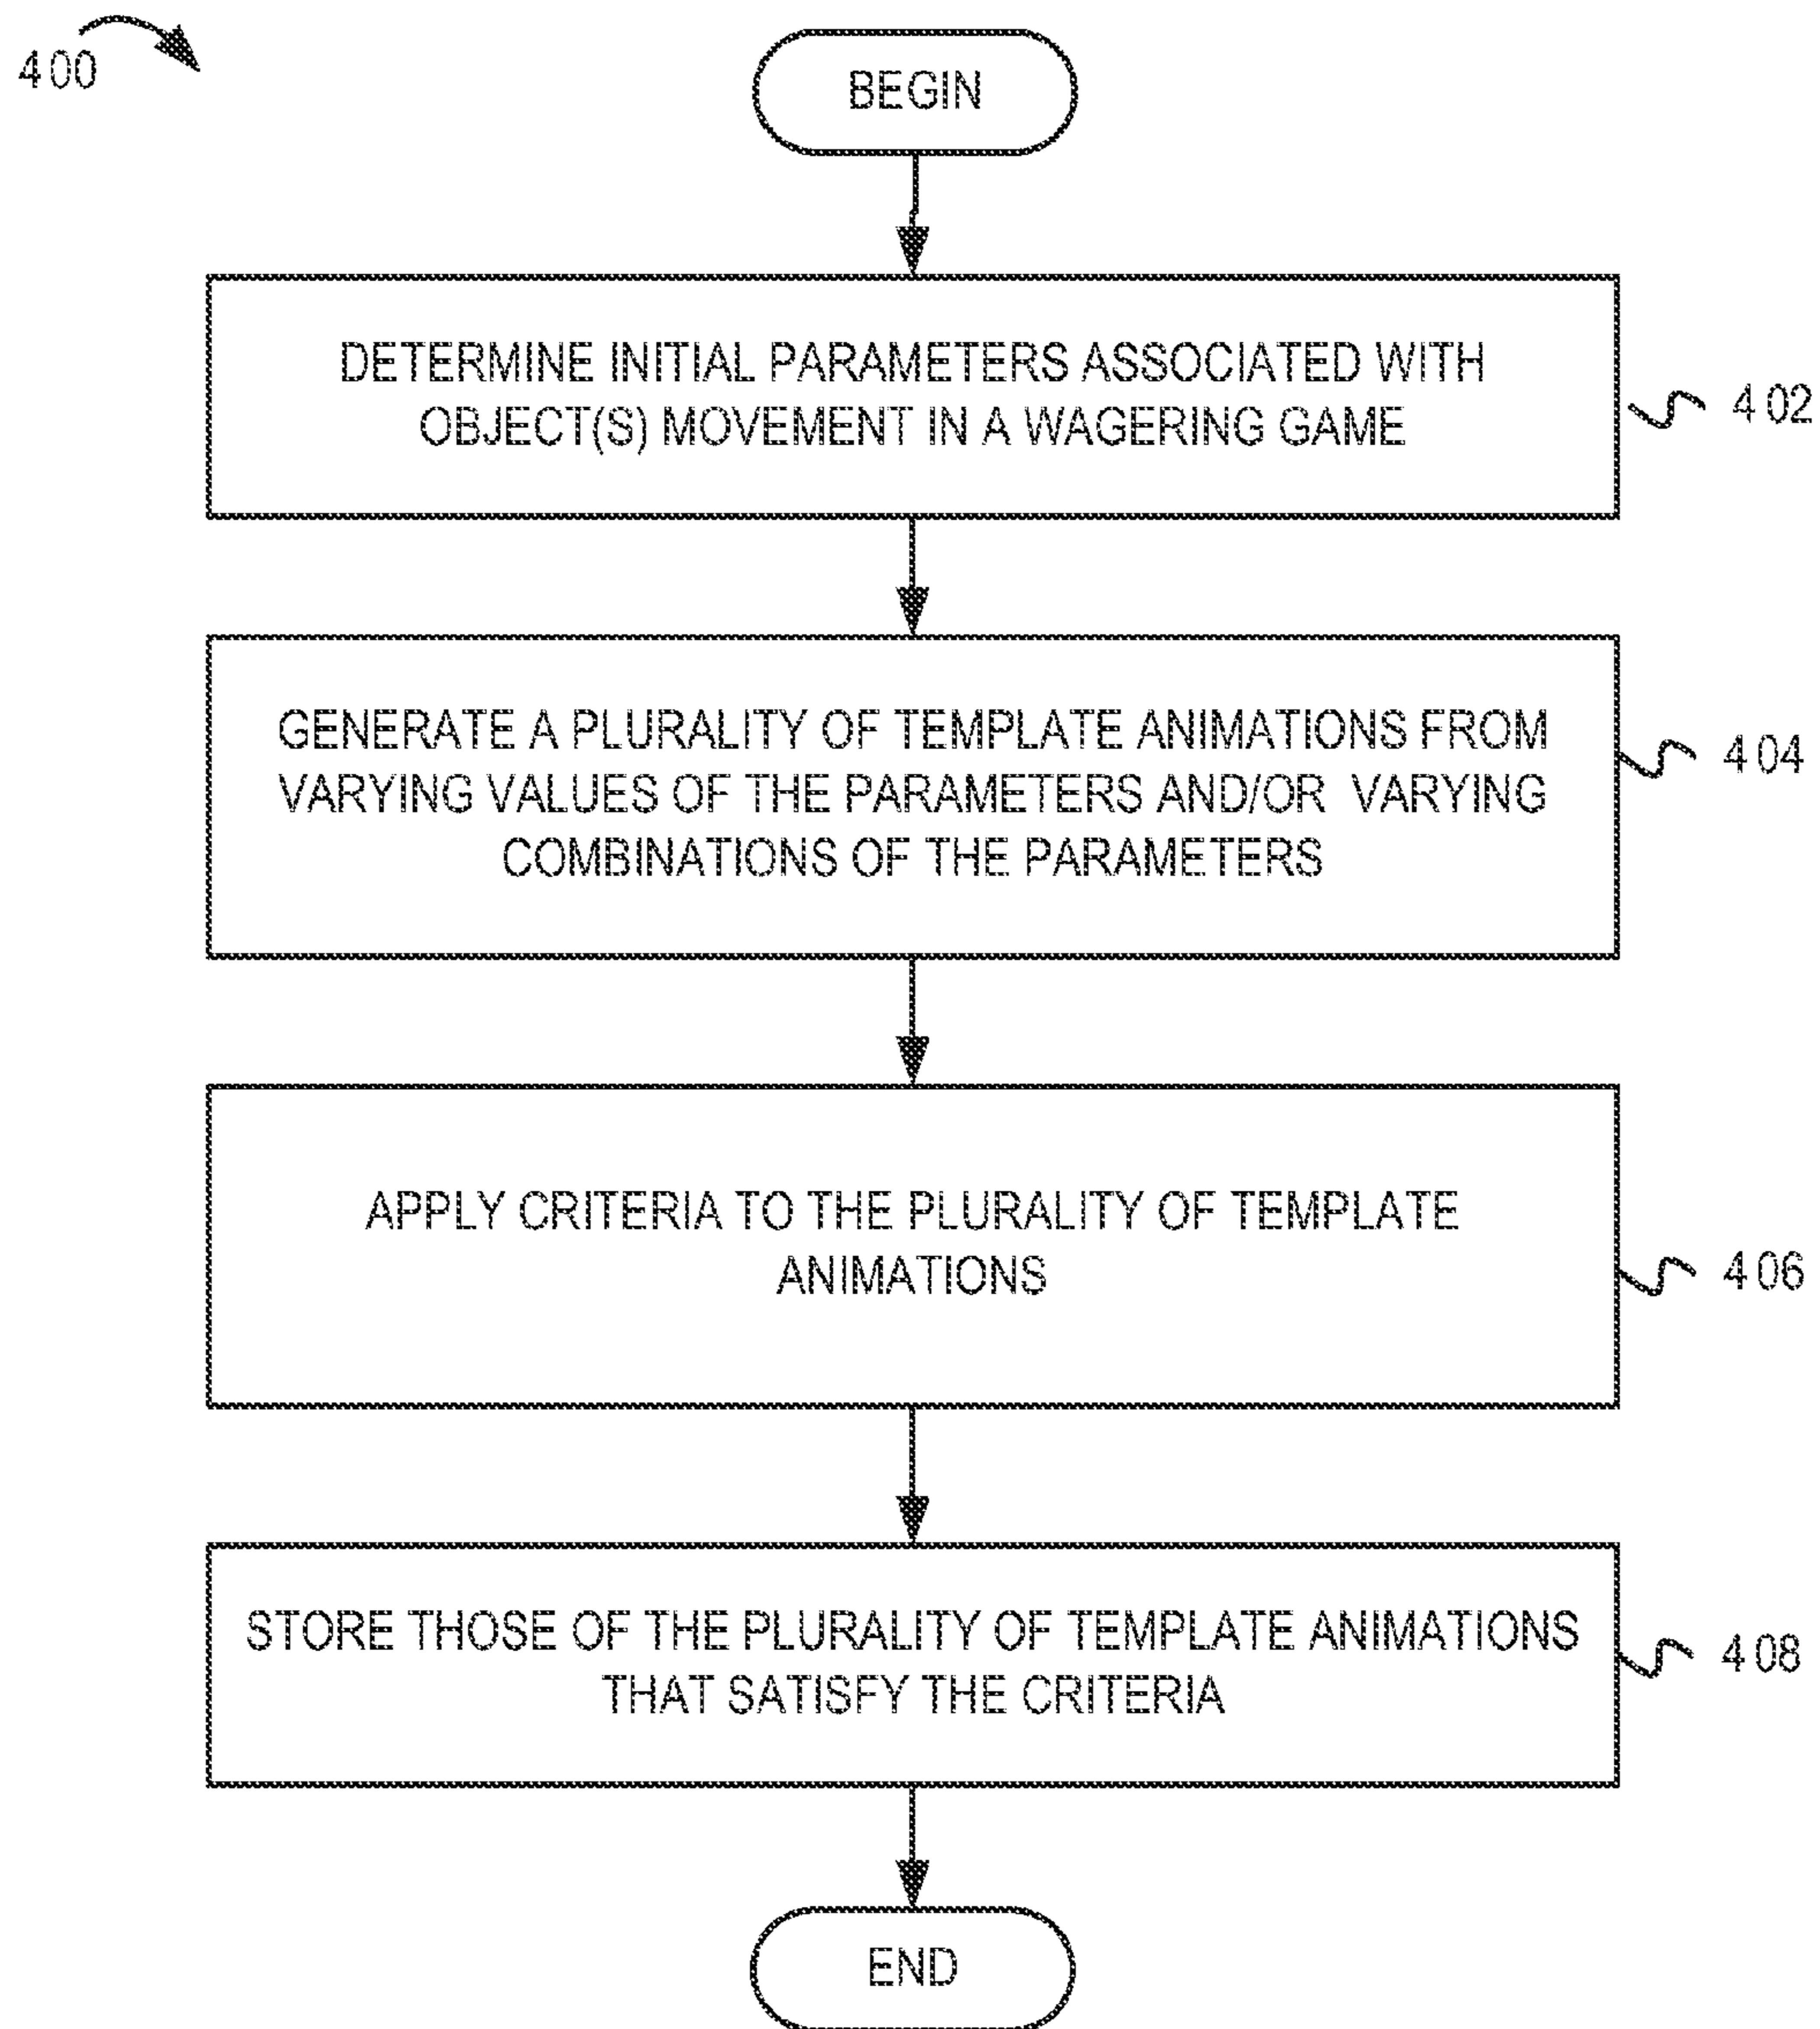 400
BEGIN
DETERMINE INITIAL PARAMETERS ASSOCIATED WITH
OBJECT(S) MOVEMENT IN A WAGERING GAME
402
GENERATE A PLURALITY OF TEMPLATE ANIMATIONS FROM
VARYING VALUES OF THE PARAMETERS AND/OR VARYING
COMBINATIONS OF THE PARAMETERS
404
APPLY CRITERIA TO THE PLURALITY OF TEMPLATE
ANIMATIONS
406
STORE THOSE OF THE PLURALITY OF TEMPLATE ANIMATIONS
THAT SATISFY THE CRITERIA
408
END